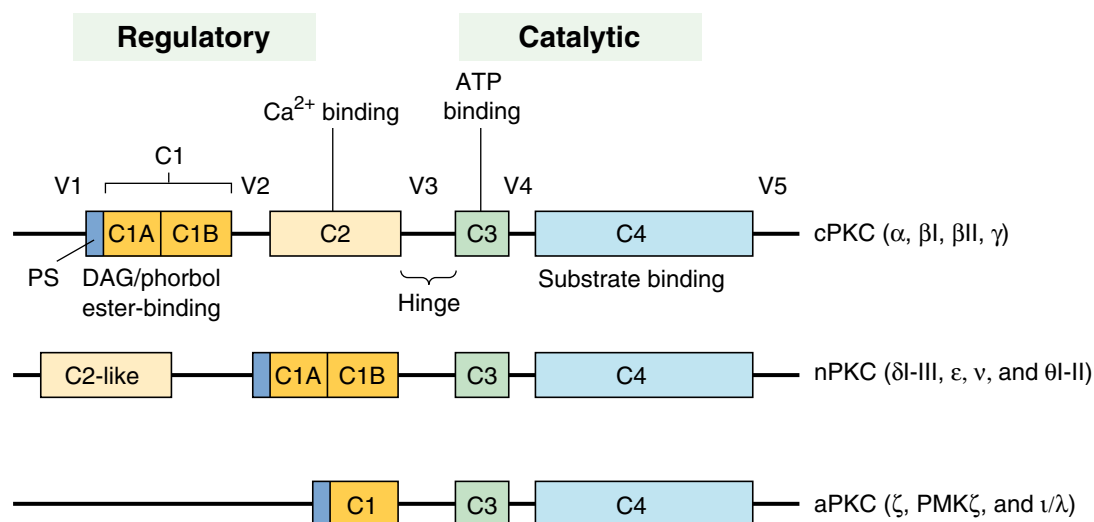 Regulatory
Catalytic
ATP
binding
Ca2+ binding
C1
V1
V2
V3
V4
V5
C1A
C1B
C2
C3
C4
cPKC (α, βI, βII, γ)
PS
DAG/phorbol
ester-binding
Hinge
Substrate binding
C2-like
C1A
C1B
C3
C4
nPKC (δI-III, ε, ν, and θI-II)
C1
C3
C4
aPKC (ζ, PMKζ, and ι/λ)